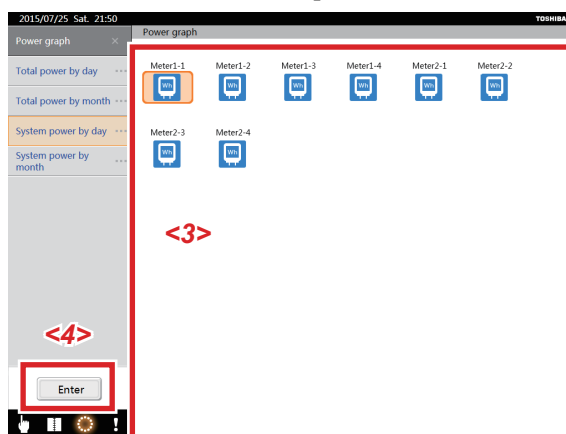 2015/07/25 Sat. 21:50
TOSHIBA
Power graph ×
Power graph
Total power by day ...
Total power by month ...
System power by day ...
System power by month ...
Meter1-1 Meter1-2 Meter1-3 Meter1-4 Meter2-1 Meter2-2
Wh Wh Wh Wh Wh Wh
Meter2-3 Meter2-4
Wh Wh
<3>
<4>
Enter
!